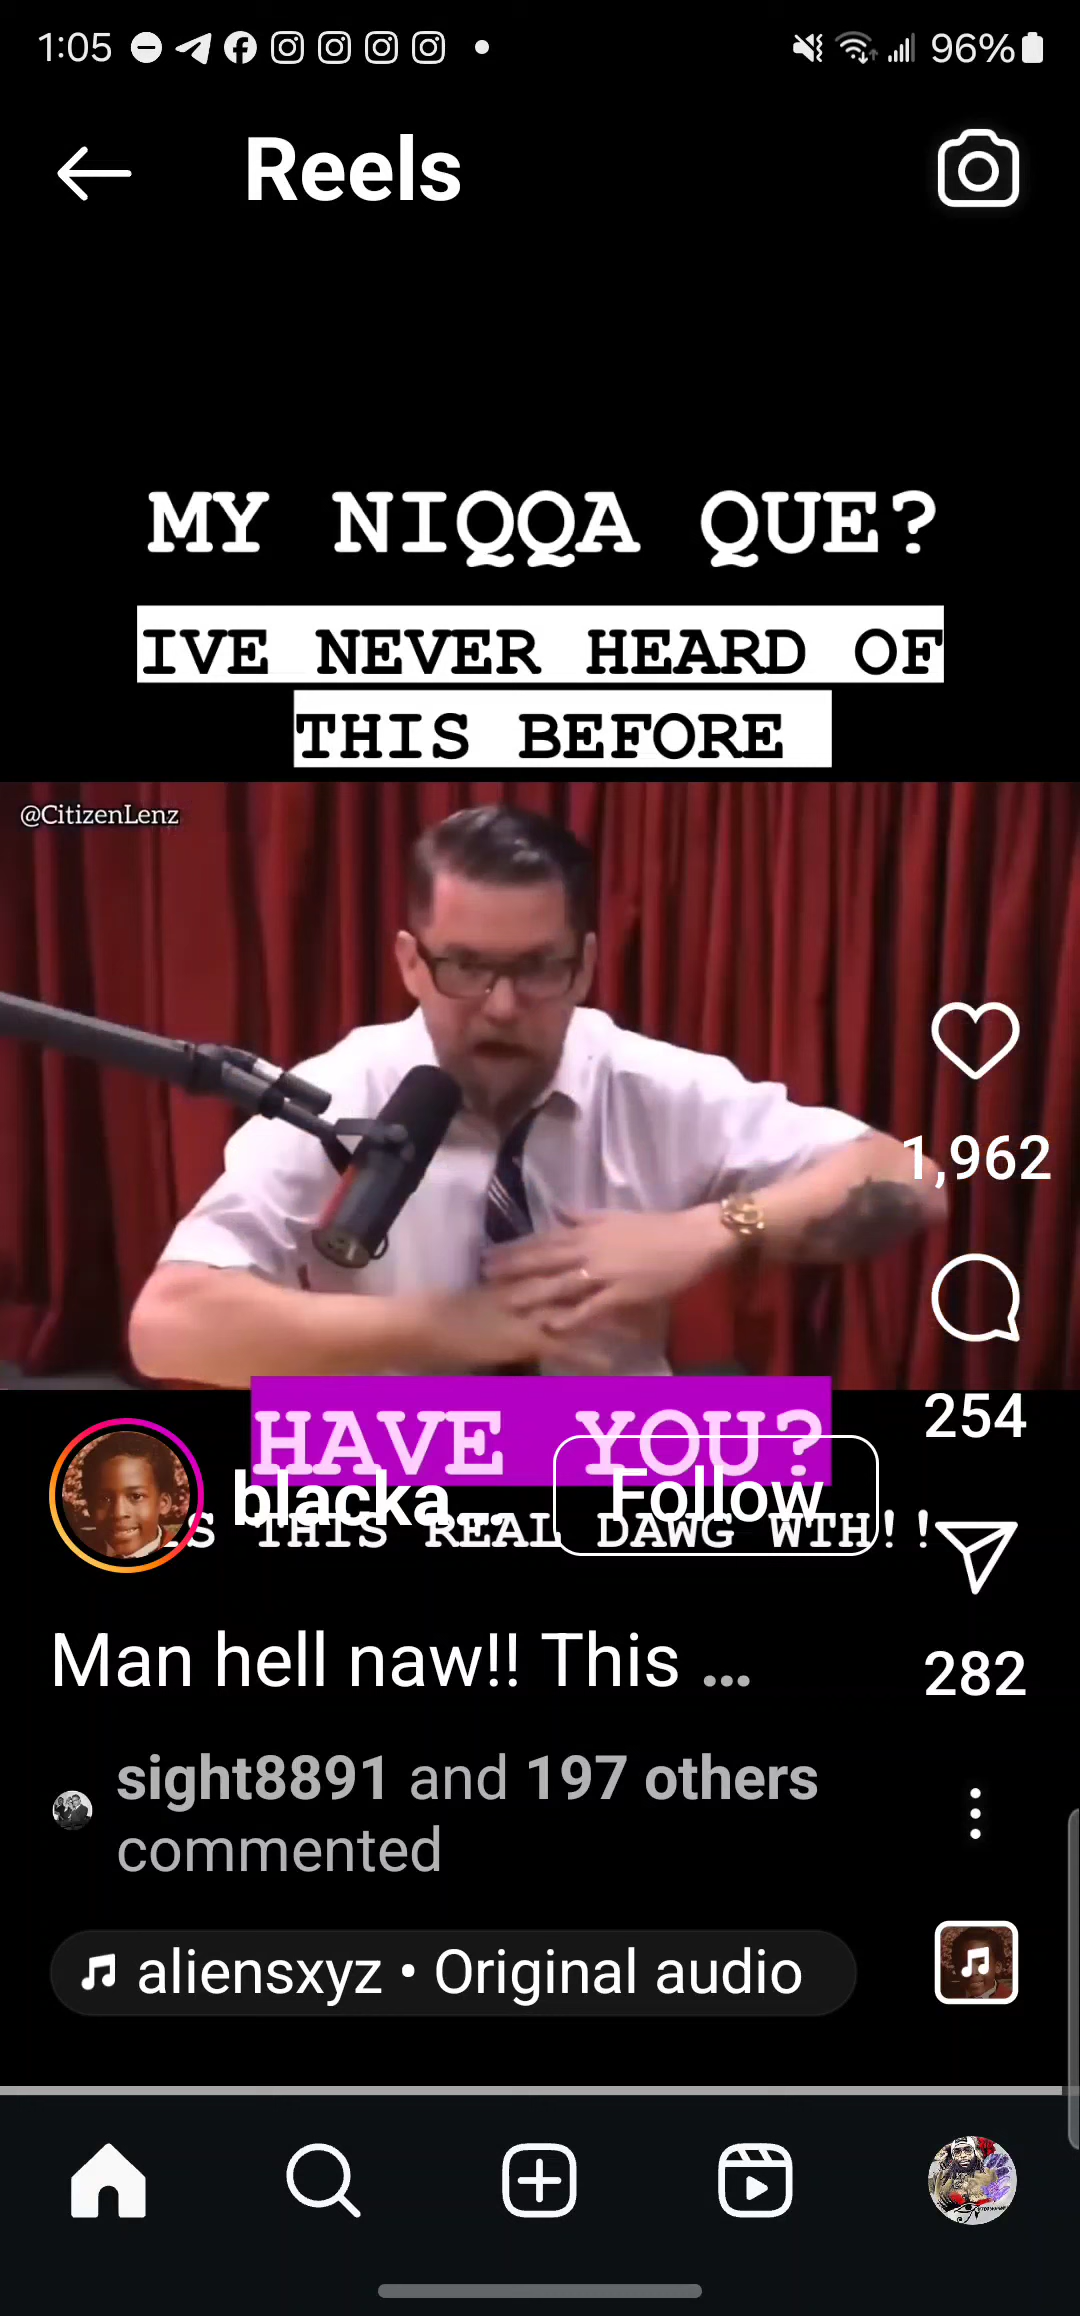 1:05
96%
Reels
MY NIQQA QUE?
IVE NEVER HEARD OF
THIS BEFORE
@CitizenLenz
1,962
254
HAVE YOU?
blacka...
Follow
S THIS REAL DAWG WTH!!
Man hell naw!! This ...
282
sight8891 and 197 others
commented
aliensxyz • Original audio